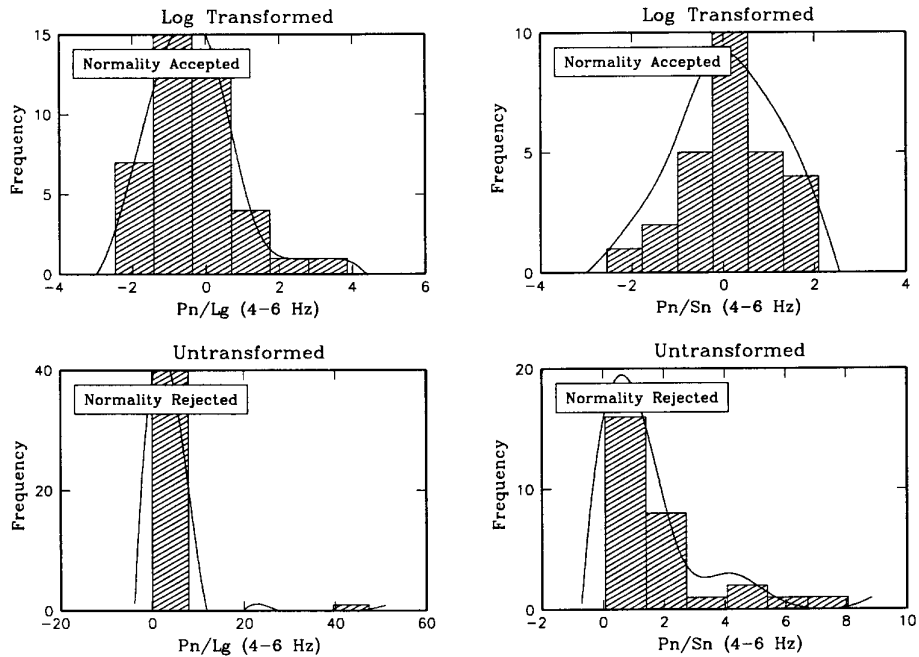 Log Transformed
15
10
5
0
Frequency
Normality Accepted
-4
-2
0
2
4
6
Pn/Lg (4-6 Hz)
Log Transformed
10
5
0
Frequency
Normality Accepted
-4
-2
0
2
4
Pn/Sn (4-6 Hz)
Untransformed
40
20
0
Frequency
Normality Rejected
-20
0
20
40
60
Pn/Lg (4-6 Hz)
Untransformed
20
10
0
Frequency
Normality Rejected
-2
0
2
4
6
8
10
Pn/Sn (4-6 Hz)